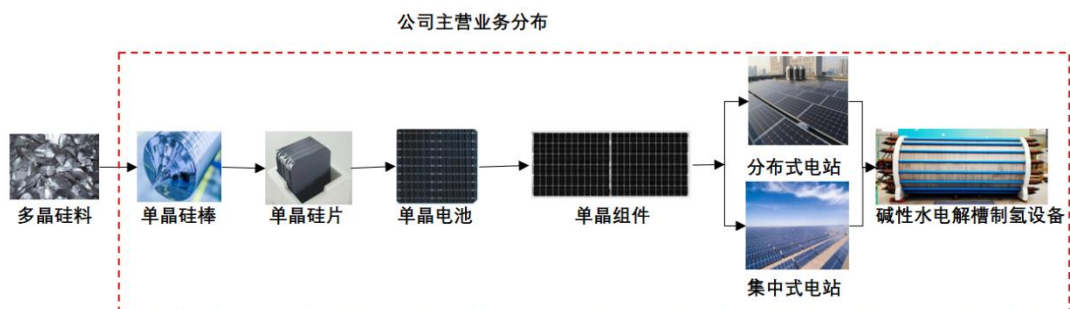 公司主营业务分布
多晶硅料
单晶硅棒
单晶硅片
单晶电池
单晶组件
分布式电站
集中式电站
碱性水电解槽制氢设备